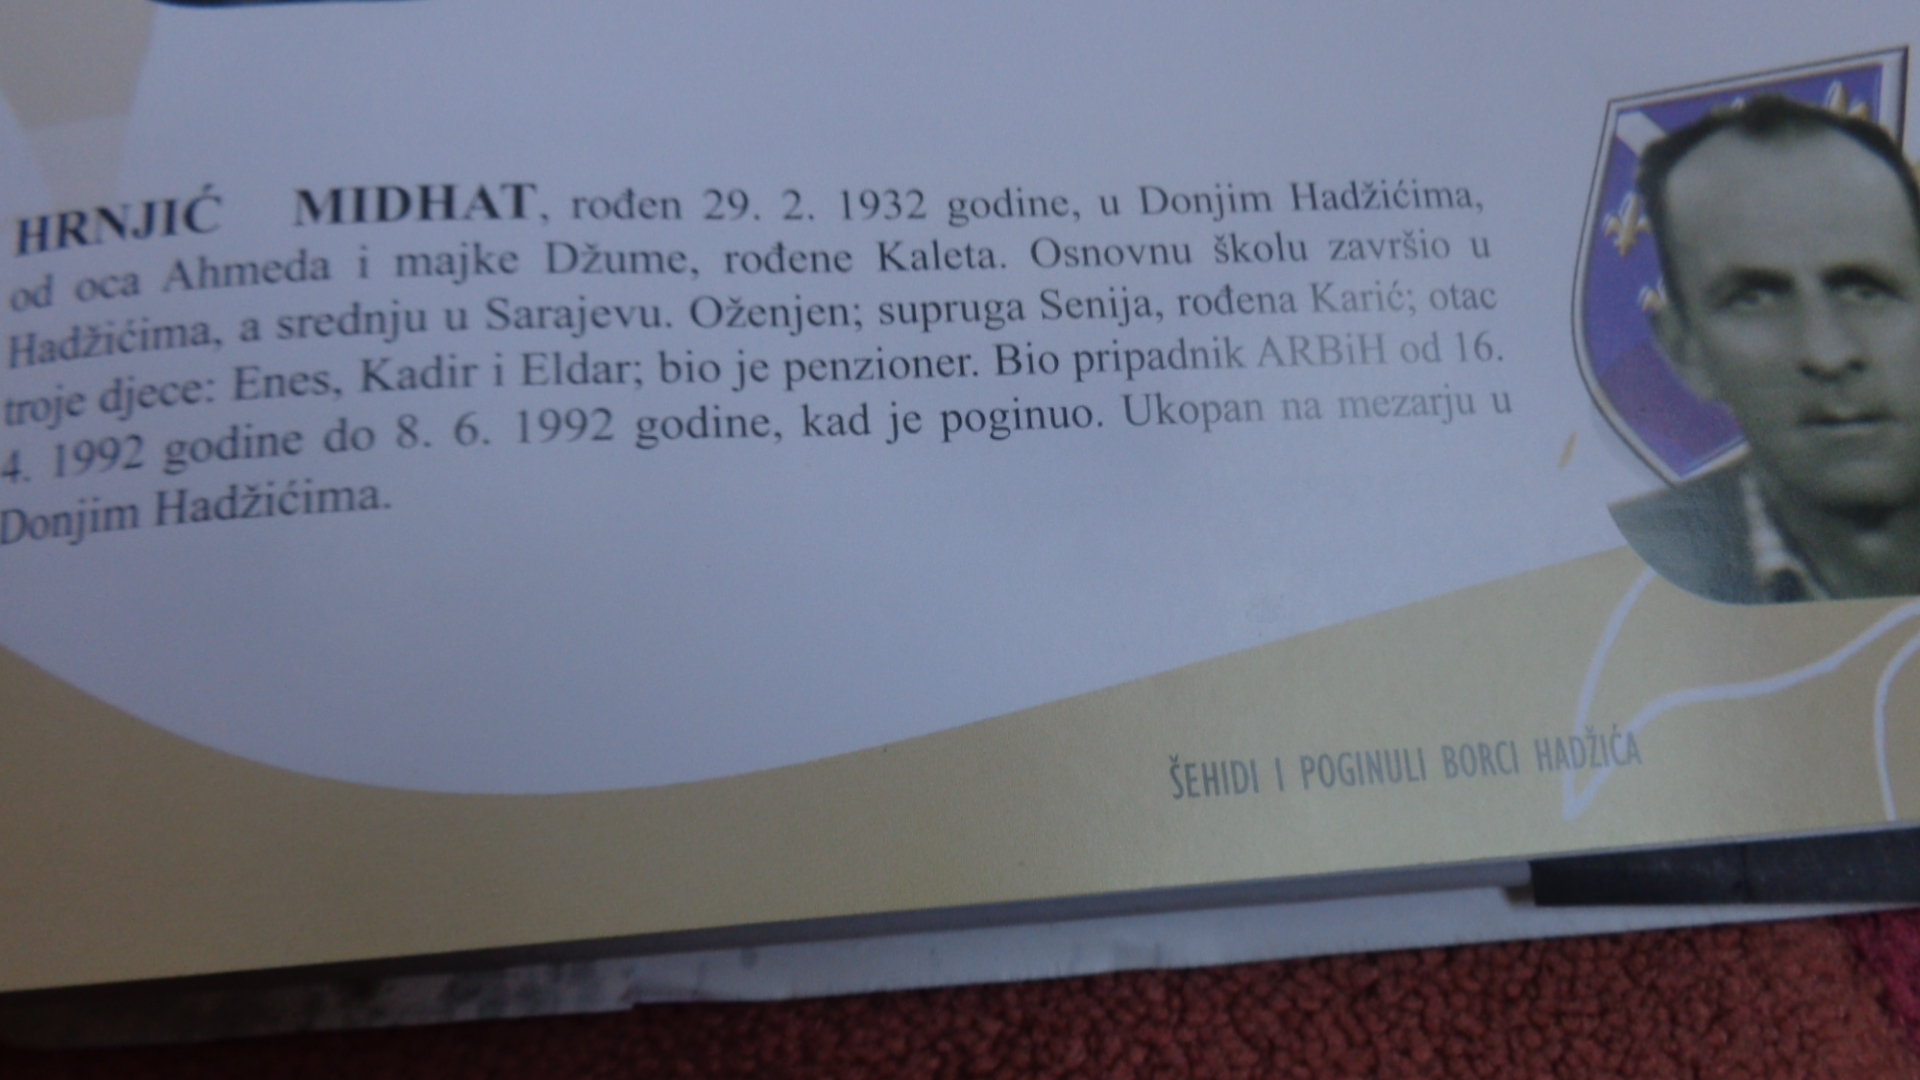 HRNJIĆ MIDHAT, rođen 29. 2. 1932 godine, u Donjim Hadžićima,
od oca Ahmeda i majke Džume, rođene Kaleta. Osnovnu školu završio u
Hadžićima, a srednju u Sarajevu. Oženjen; supruga Senija, rođena Karić; otac
troje djece: Enes, Kadir i Eldar; bio je penzioner. Bio pripadnik ARBiH od 16.
4. 1992 godine do 8. 6. 1992 godine, kad je poginuo. Ukopan na mezarju u
Donjim Hadžićima.
ŠEHIDI I POGINULI BORCI HADŽIĆA